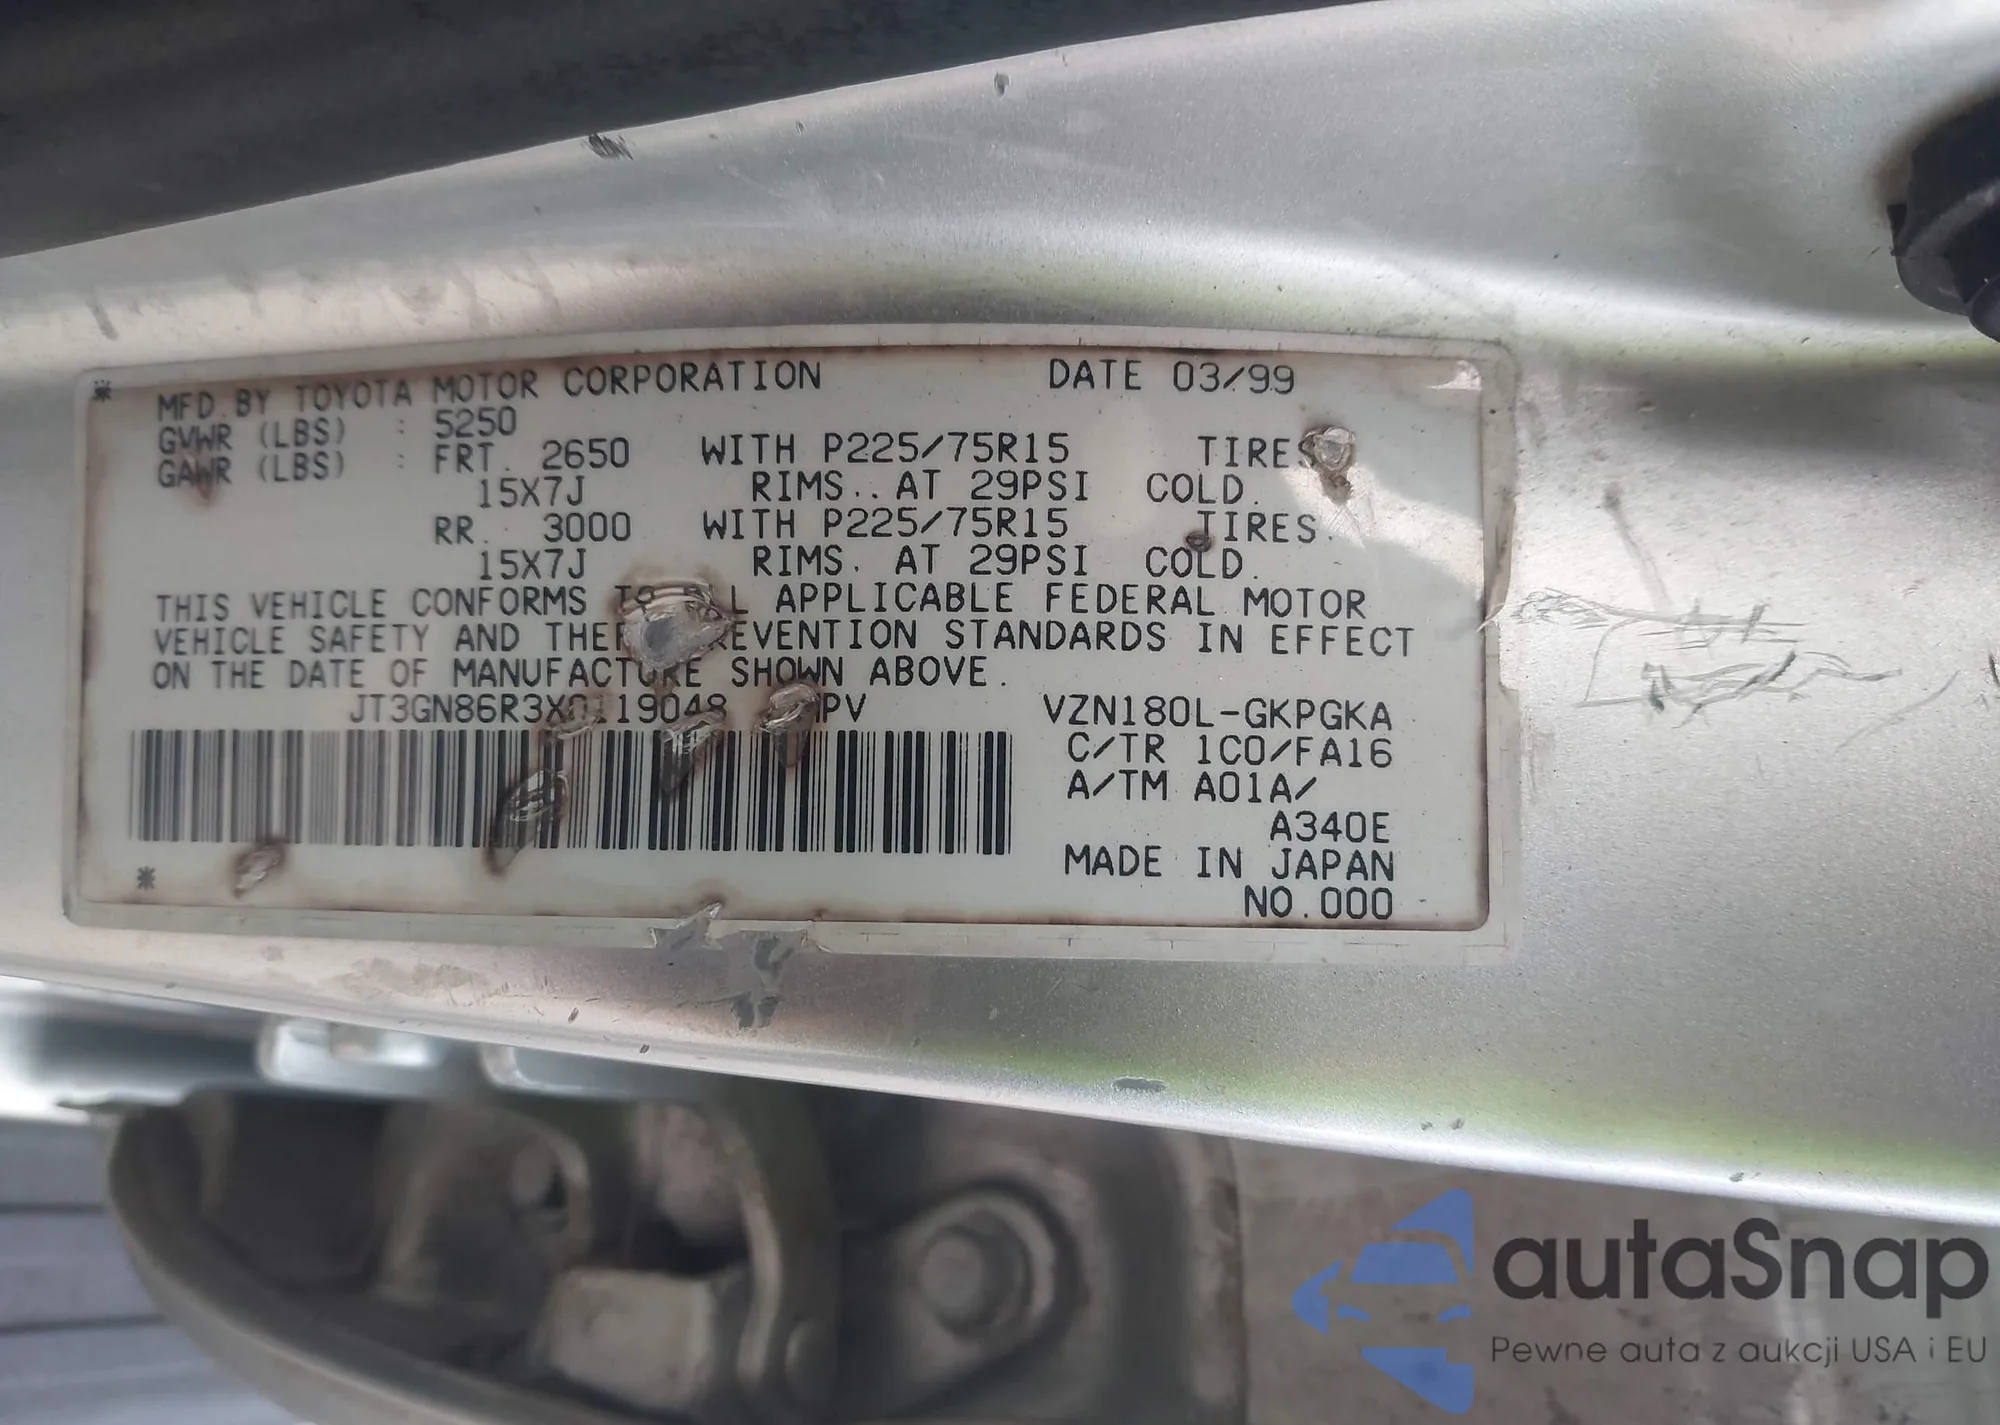 MFD.BY TOYOTA MOTOR CORPORATION DATE 03/99
GVWR (LBS) : 5250
GAWR (LBS) : FRT. 2650 WITH P225/75R15 TIRES
15X7J RIMS.. AT 29PSI COLD.
RR. 3000 WITH P225/75R15 TIRES.
15X7J RIMS. AT 29PSI COLD.
THIS VEHICLE CONFORMS TO APPLICABLE FEDERAL MOTOR
VEHICLE SAFETY AND STANDARDS IN EFFECT
ON THE DATE OF MANUFACTURE SHOWN ABOVE.
JT3GN86R3X0119048 VZN180L-GKPGKA
C/TR 1C0/FA16
A/TM A01A/
A340E
MADE IN JAPAN
NO.000
autaSnap
Pewne auta z aukcji USA i EU